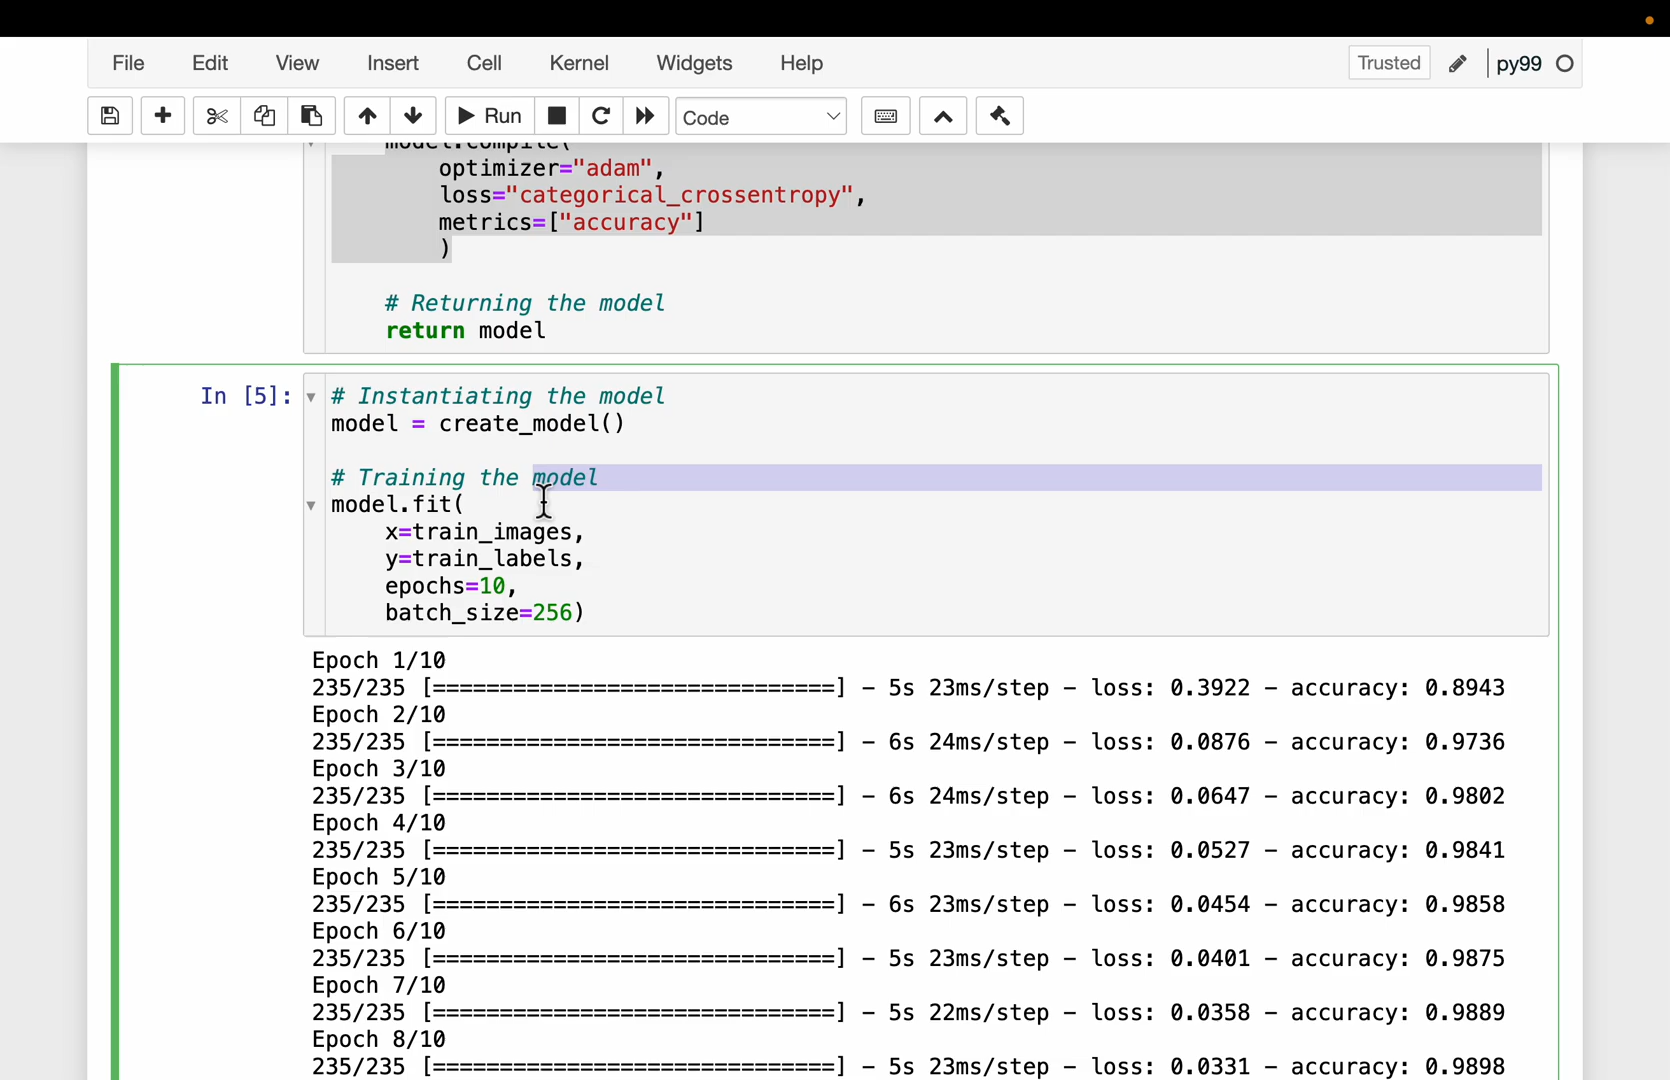 File Edit View Insert Cell Kernel Widgets Help Trusted py99
Run Code
model.compile(
optimizer="adam",
loss="categorical_crossentropy",
metrics=["accuracy"]
)
# Returning the model
return model
In [5]: # Instantiating the model
model = create_model()
# Training the model
model.fit(
x=train_images,
y=train_labels,
epochs=10,
batch_size=256)
Epoch 1/10
235/235 [==============================] - 5s 23ms/step - loss: 0.3922 - accuracy: 0.8943
Epoch 2/10
235/235 [==============================] - 6s 24ms/step - loss: 0.0876 - accuracy: 0.9736
Epoch 3/10
235/235 [==============================] - 6s 24ms/step - loss: 0.0647 - accuracy: 0.9802
Epoch 4/10
235/235 [==============================] - 5s 23ms/step - loss: 0.0527 - accuracy: 0.9841
Epoch 5/10
235/235 [==============================] - 6s 23ms/step - loss: 0.0454 - accuracy: 0.9858
Epoch 6/10
235/235 [==============================] - 5s 23ms/step - loss: 0.0401 - accuracy: 0.9875
Epoch 7/10
235/235 [==============================] - 5s 22ms/step - loss: 0.0358 - accuracy: 0.9889
Epoch 8/10
235/235 [==============================] - 5s 23ms/step - loss: 0.0331 - accuracy: 0.9898